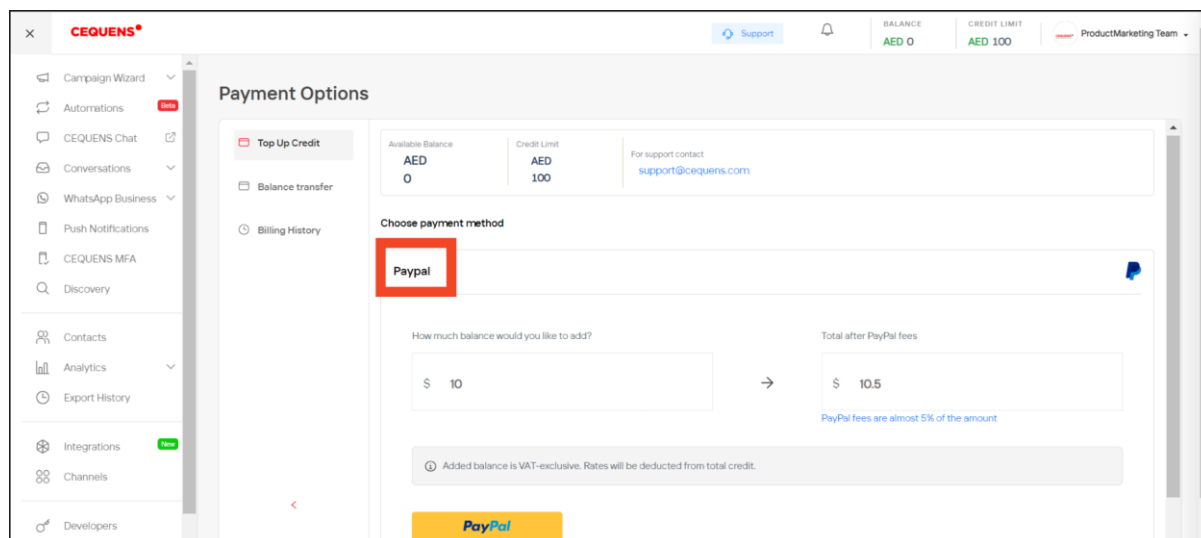 CEQUENS
Support
BALANCE
AED 0
CREDIT LIMIT
AED 100
ProductMarketing Team
Campaign Wizard
Automations Beta
CEQUENS Chat
Conversations
WhatsApp Business
Push Notifications
CEQUENS MFA
Discovery
Contacts
Analytics
Export History
Integrations New
Channels
Developers
Payment Options
Top Up Credit
Balance transfer
Billing History
Available Balance
AED
0
Credit Limit
AED
100
For support contact
support@cequens.com
Choose payment method
Paypal
How much balance would you like to add?
$ 10
Total after PayPal fees
$ 10.5
PayPal fees are almost 5% of the amount
Added balance is VAT-exclusive. Rates will be deducted from total credit.
PayPal